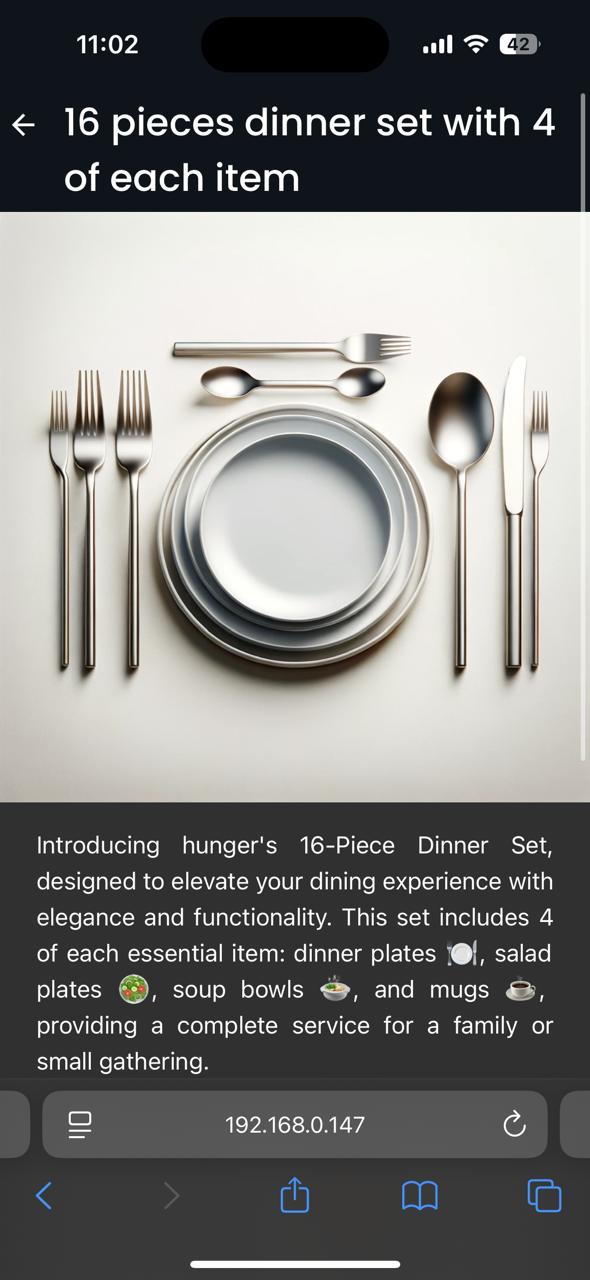 11:02
42
16 pieces dinner set with 4
of each item
Introducing hunger's 16-Piece Dinner Set,
designed to elevate your dining experience with
elegance and functionality. This set includes 4
of each essential item: dinner plates 🍽️, salad
plates 🥗, soup bowls 🍲, and mugs ☕,
providing a complete service for a family or
small gathering.
192.168.0.147